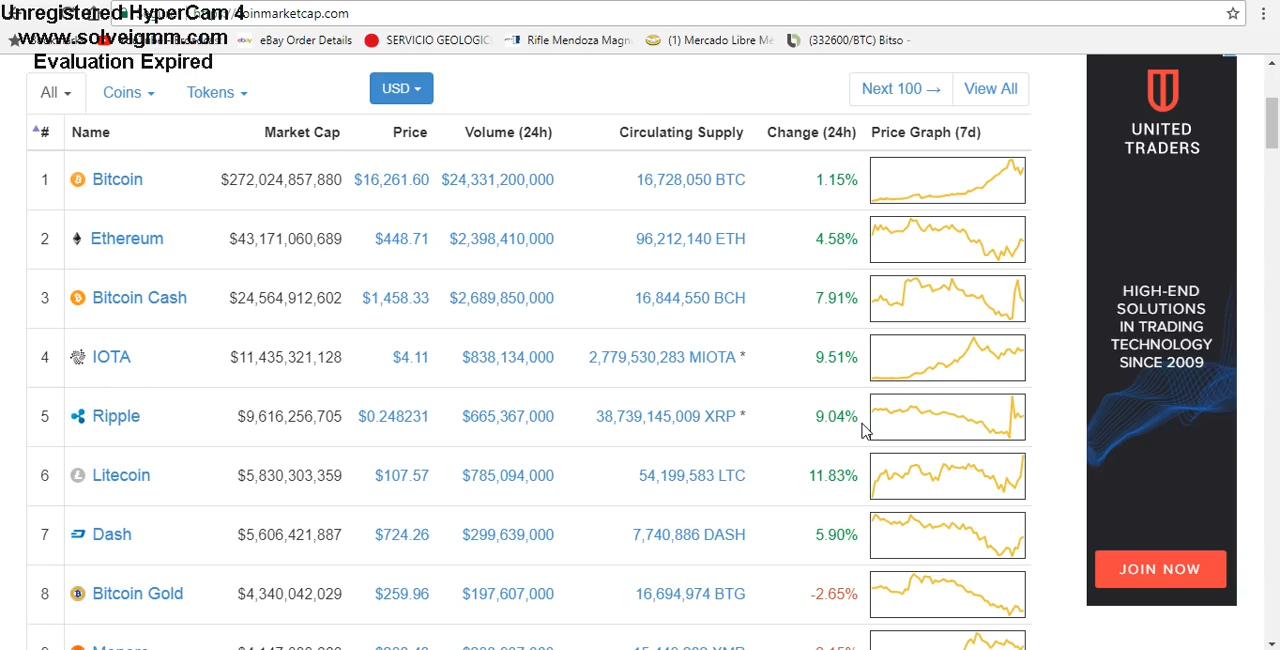 Unregistered HyperCam 4
coinmarketcap.com
www.solveigmm.com
eBay Order Details
SERVICIO GEOLOGIC
Rifle Mendoza Magn
(1) Mercado Libre Me
(332600/BTC) Bitso -
Evaluation Expired
All Coins Tokens USD Next 100 → View All
# Name Market Cap Price Volume (24h) Circulating Supply Change (24h) Price Graph (7d)
1 Bitcoin $272,024,857,880 $16,261.60 $24,331,200,000 16,728,050 BTC 1.15%
2 Ethereum $43,171,060,689 $448.71 $2,398,410,000 96,212,140 ETH 4.58%
3 Bitcoin Cash $24,564,912,602 $1,458.33 $2,689,850,000 16,844,550 BCH 7.91%
4 IOTA $11,435,321,128 $4.11 $838,134,000 2,779,530,283 MIOTA * 9.51%
5 Ripple $9,616,256,705 $0.248231 $665,367,000 38,739,145,009 XRP * 9.04%
6 Litecoin $5,830,303,359 $107.57 $785,094,000 54,199,583 LTC 11.83%
7 Dash $5,606,421,887 $724.26 $299,639,000 7,740,886 DASH 5.90%
8 Bitcoin Gold $4,340,042,029 $259.96 $197,607,000 16,694,974 BTG -2.65%
UNITED
TRADERS
HIGH-END
SOLUTIONS
IN TRADING
TECHNOLOGY
SINCE 2009
JOIN NOW